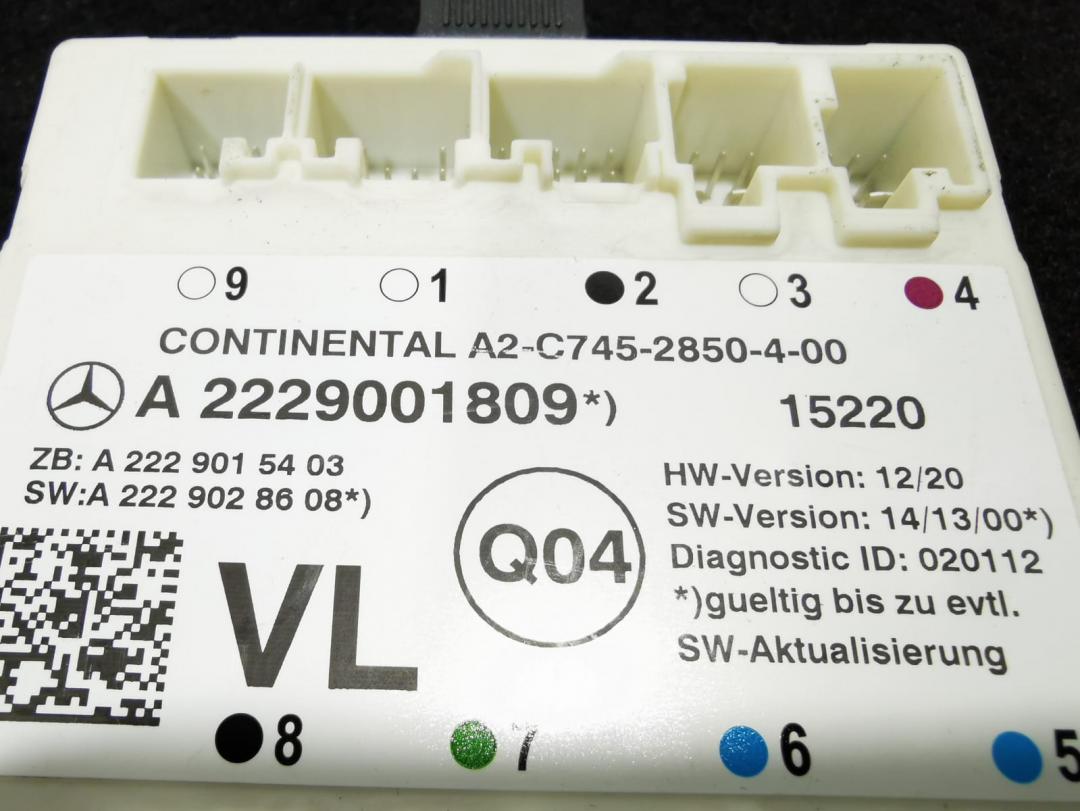 9 1 2 3 4
CONTINENTAL A2-C745-2850-4-00
A 2229001809*) 15220
ZB: A 222 901 54 03
SW:A 222 902 86 08*)
HW-Version: 12/20
SW-Version: 14/13/00*)
Diagnostic ID: 020112
*)gueltig bis zu evtl.
SW-Aktualisierung
Q04
VL
8 7 6 5